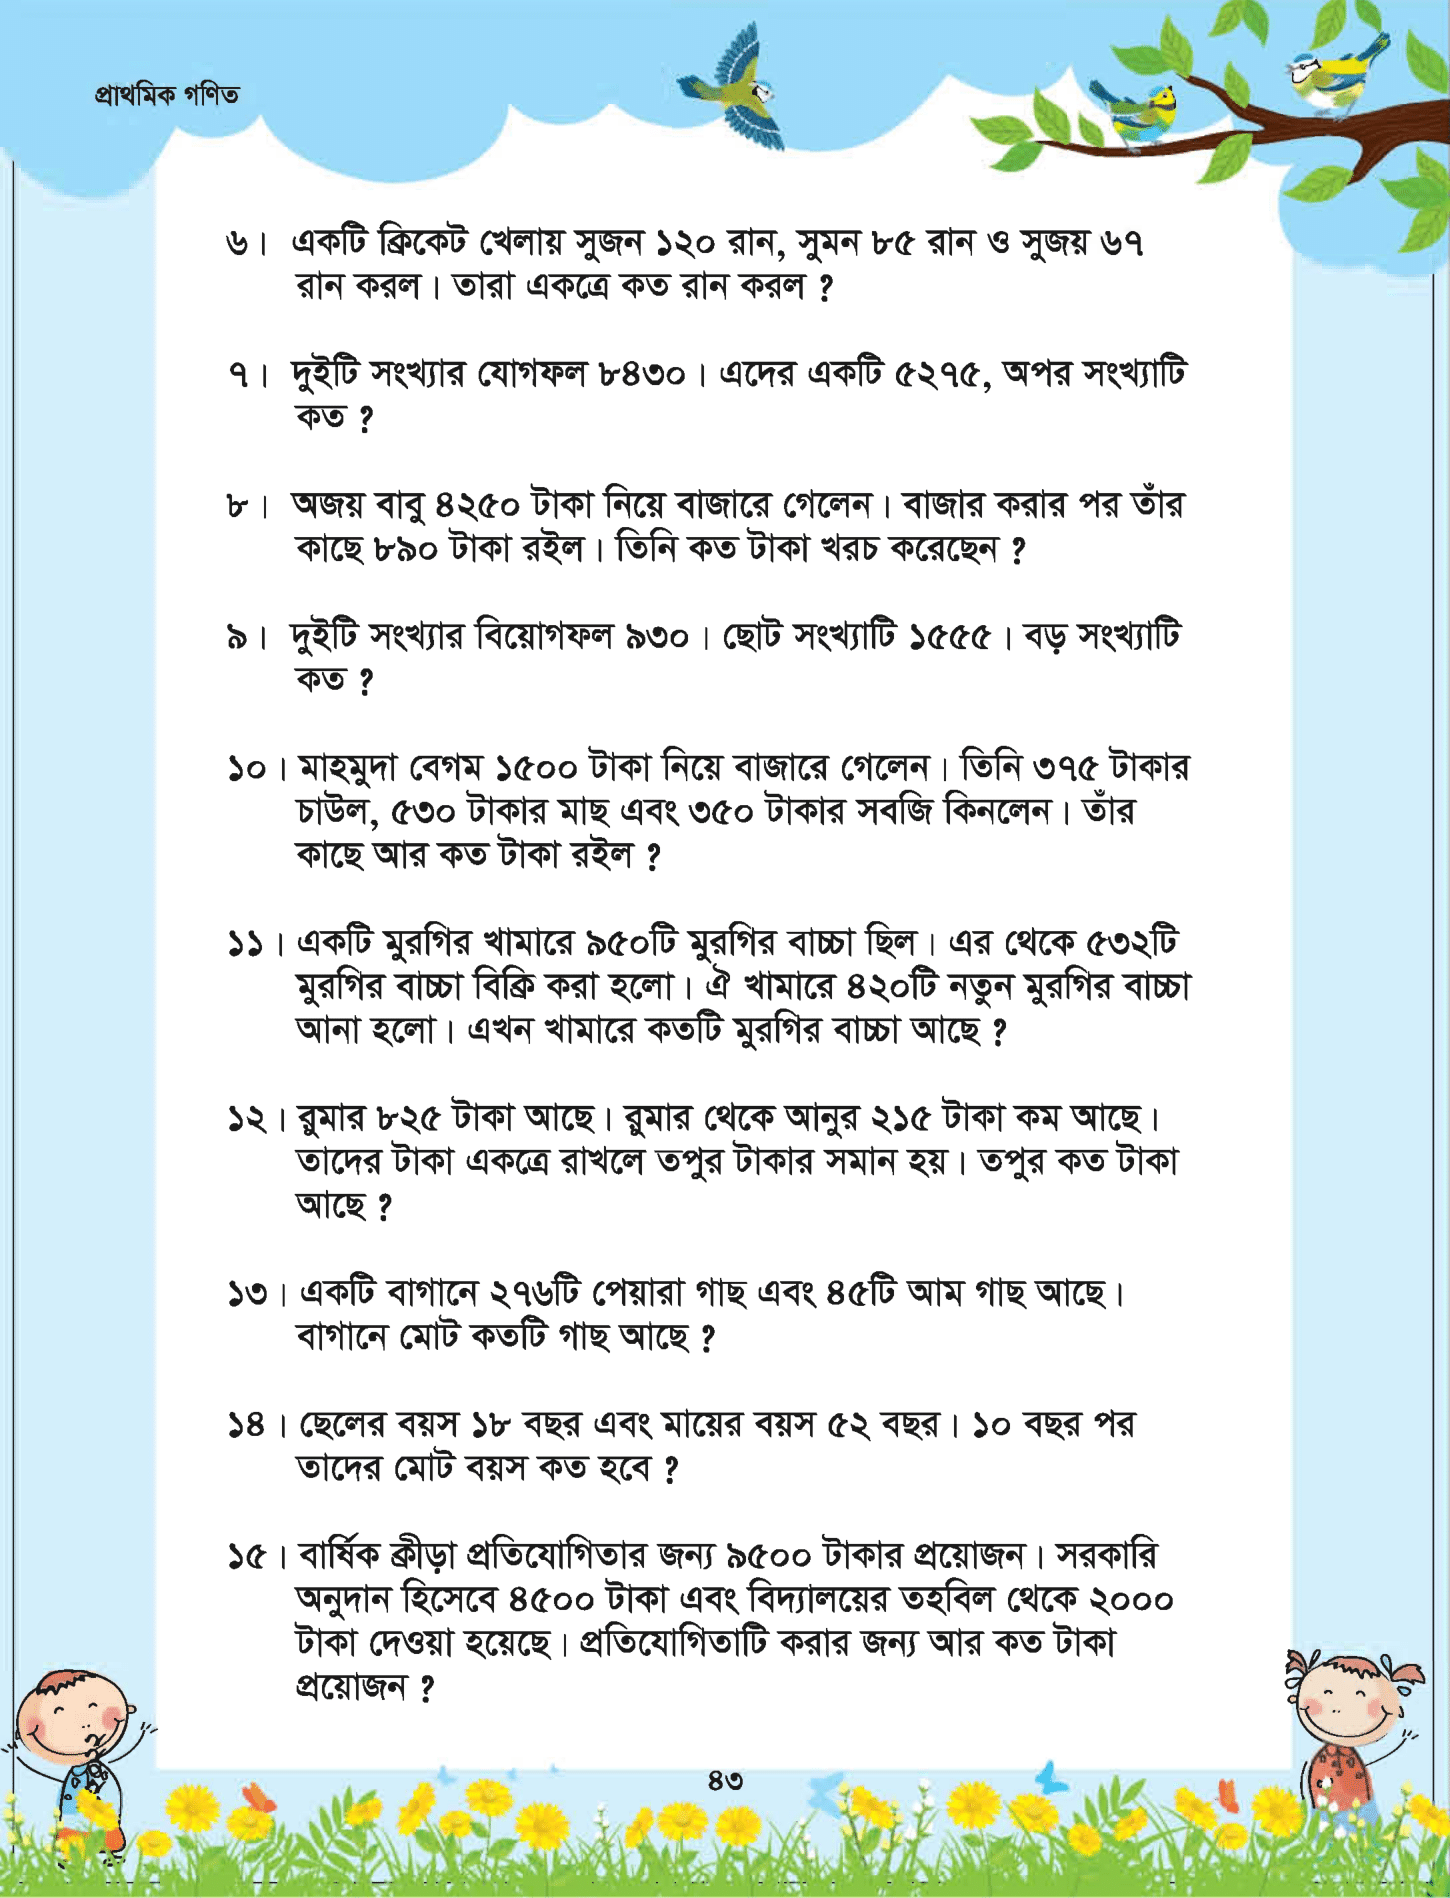 প্রাথমিক গণিত
৬। একটি ক্রিকেট খেলায় সুজন ১২০ রান, সুমন ৮৫ রান ও সুজয় ৬৭
রান করল। তারা একত্রে কত রান করল ?
৭। দুইটি সংখ্যার যোগফল ৮৪৩০। এদের একটি ৫২৭৫, অপর সংখ্যাটি
কত ?
৮। অজয় বাবু ৪২৫০ টাকা নিয়ে বাজারে গেলেন। বাজার করার পর তাঁর
কাছে ৮৯০ টাকা রইল। তিনি কত টাকা খরচ করেছেন ?
৯। দুইটি সংখ্যার বিয়োগফল ৯৩০। ছোট সংখ্যাটি ১৫৫৫। বড় সংখ্যাটি
কত ?
১০। মাহমুদা বেগম ১৫০০ টাকা নিয়ে বাজারে গেলেন। তিনি ৩৭৫ টাকার
চাউল, ৫৩০ টাকার মাছ এবং ৩৫০ টাকার সবজি কিনলেন। তাঁর
কাছে আর কত টাকা রইল ?
১১। একটি মুরগির খামারে ৯৫০টি মুরগির বাচ্চা ছিল। এর থেকে ৫৩২টি
মুরগির বাচ্চা বিক্রি করা হলো। ঐ খামারে ৪২০টি নতুন মুরগির বাচ্চা
আনা হলো। এখন খামারে কতটি মুরগির বাচ্চা আছে ?
১২। রুমার ৮২৫ টাকা আছে। রুমার থেকে আনুর ২১৫ টাকা কম আছে।
তাদের টাকা একত্রে রাখলে তপুর টাকার সমান হয়। তপুর কত টাকা
আছে ?
১৩। একটি বাগানে ২৭৬টি পেয়ারা গাছ এবং ৪৫টি আম গাছ আছে।
বাগানে মোট কতটি গাছ আছে ?
১৪। ছেলের বয়স ১৮ বছর এবং মায়ের বয়স ৫২ বছর। ১০ বছর পর
তাদের মোট বয়স কত হবে ?
১৫। বার্ষিক ক্রীড়া প্রতিযোগিতার জন্য ৯৫০০ টাকার প্রয়োজন। সরকারি
অনুদান হিসেবে ৪৫০০ টাকা এবং বিদ্যালয়ের তহবিল থেকে ২০০০
টাকা দেওয়া হয়েছে। প্রতিযোগিতাটি করার জন্য আর কত টাকা
প্রয়োজন ?
৪৩